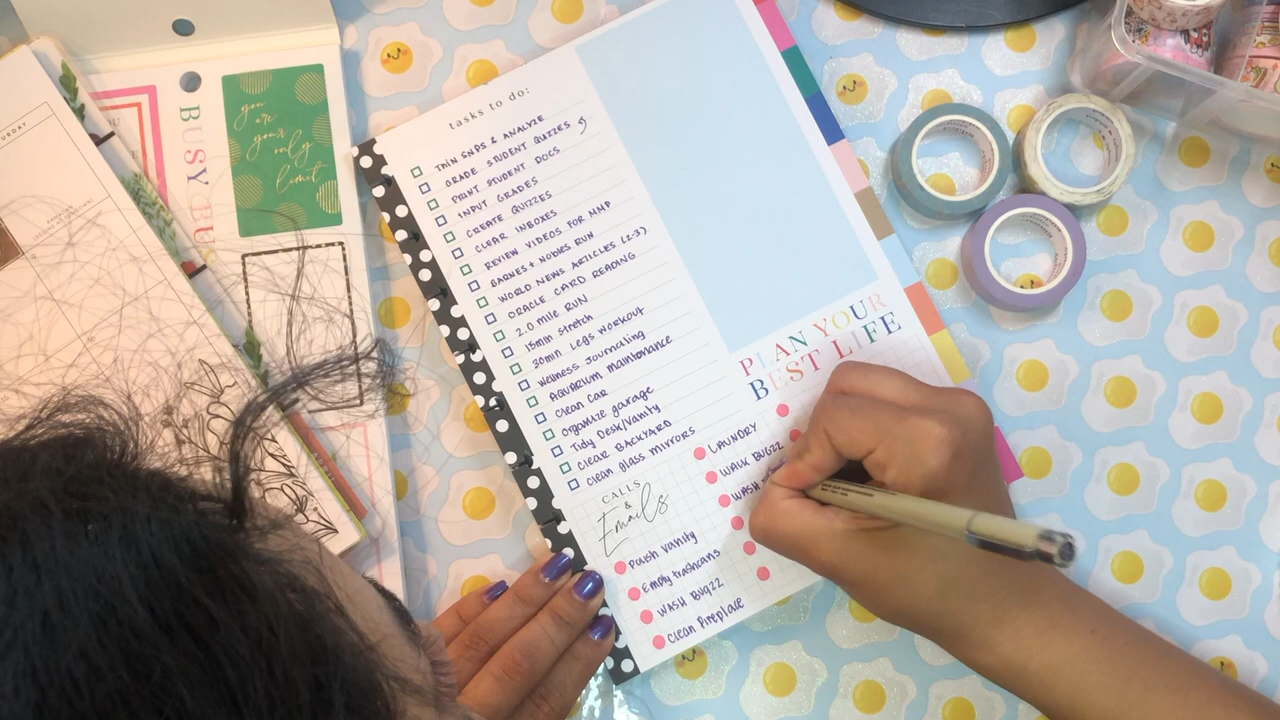 BUSY BU
you
are
your
only
limit
tasks to do:
THIN SNPS & ANALYZE
GRADE STUDENT QUIZZES
PRINT STUDENT DOCS
INPUT GRADES
CREATE QUIZZES
CLEAR INBOXES
REVIEW VIDEOS FOR MMP
BARNES + NOBLES RUN
WORLD NEWS ARTICLES (2-3)
ORACLE CARD READING
2.0 MILE RUN
15min Stretch
30min Legs workout
Wellness Journaling
AQUARIUM Maintenance
Clean Car
Organize garage
Tidy Desk/Vanity
CLEAR BACKYARD
Clean glass mirrors
PLAN YOUR
BEST LIFE
CALLS
&
Emails
Polish Vanity
Empty trashcans
WASH BUGZZ
Clean fireplace
LAUNDRY
WALK BUGZZ
WASH